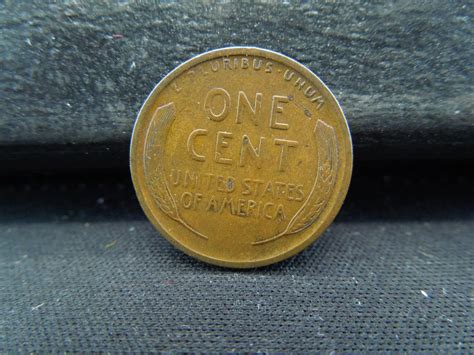 E·PLURIBUS·UNUM
ONE
CENT
UNITED STATES
OF AMERICA